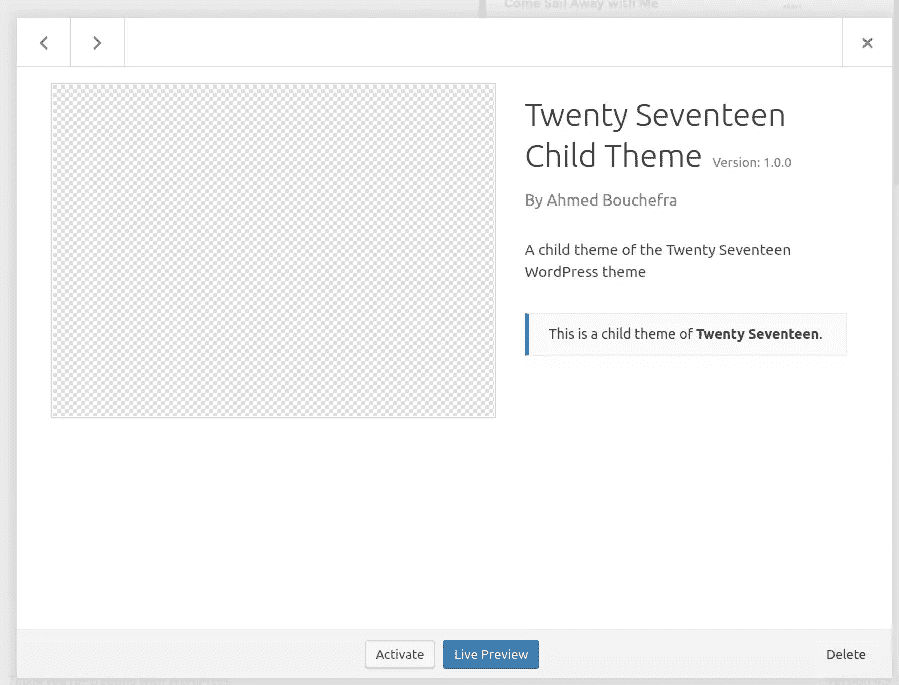 Come Sail Away with Me
Twenty Seventeen
Child Theme Version: 1.0.0
By Ahmed Bouchefra
A child theme of the Twenty Seventeen
WordPress theme
This is a child theme of Twenty Seventeen.
Activate
Live Preview
Delete